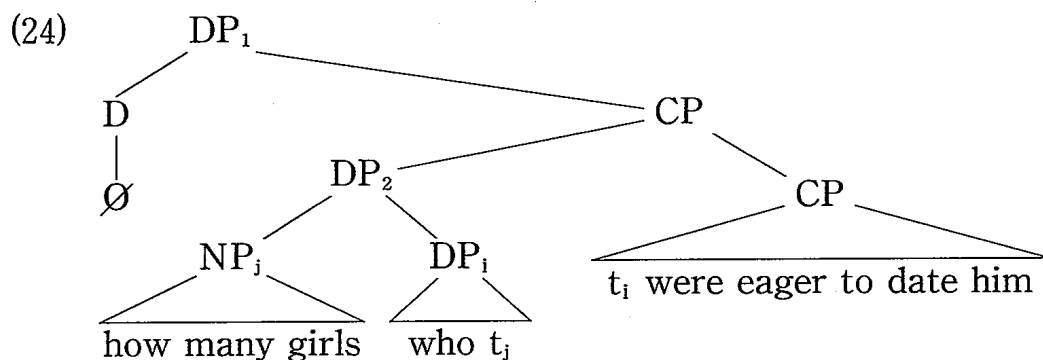 (24) DP₁
D CP
Ø DP₂ CP
NPⱼ DPᵢ tᵢ were eager to date him
how many girls who tⱼ